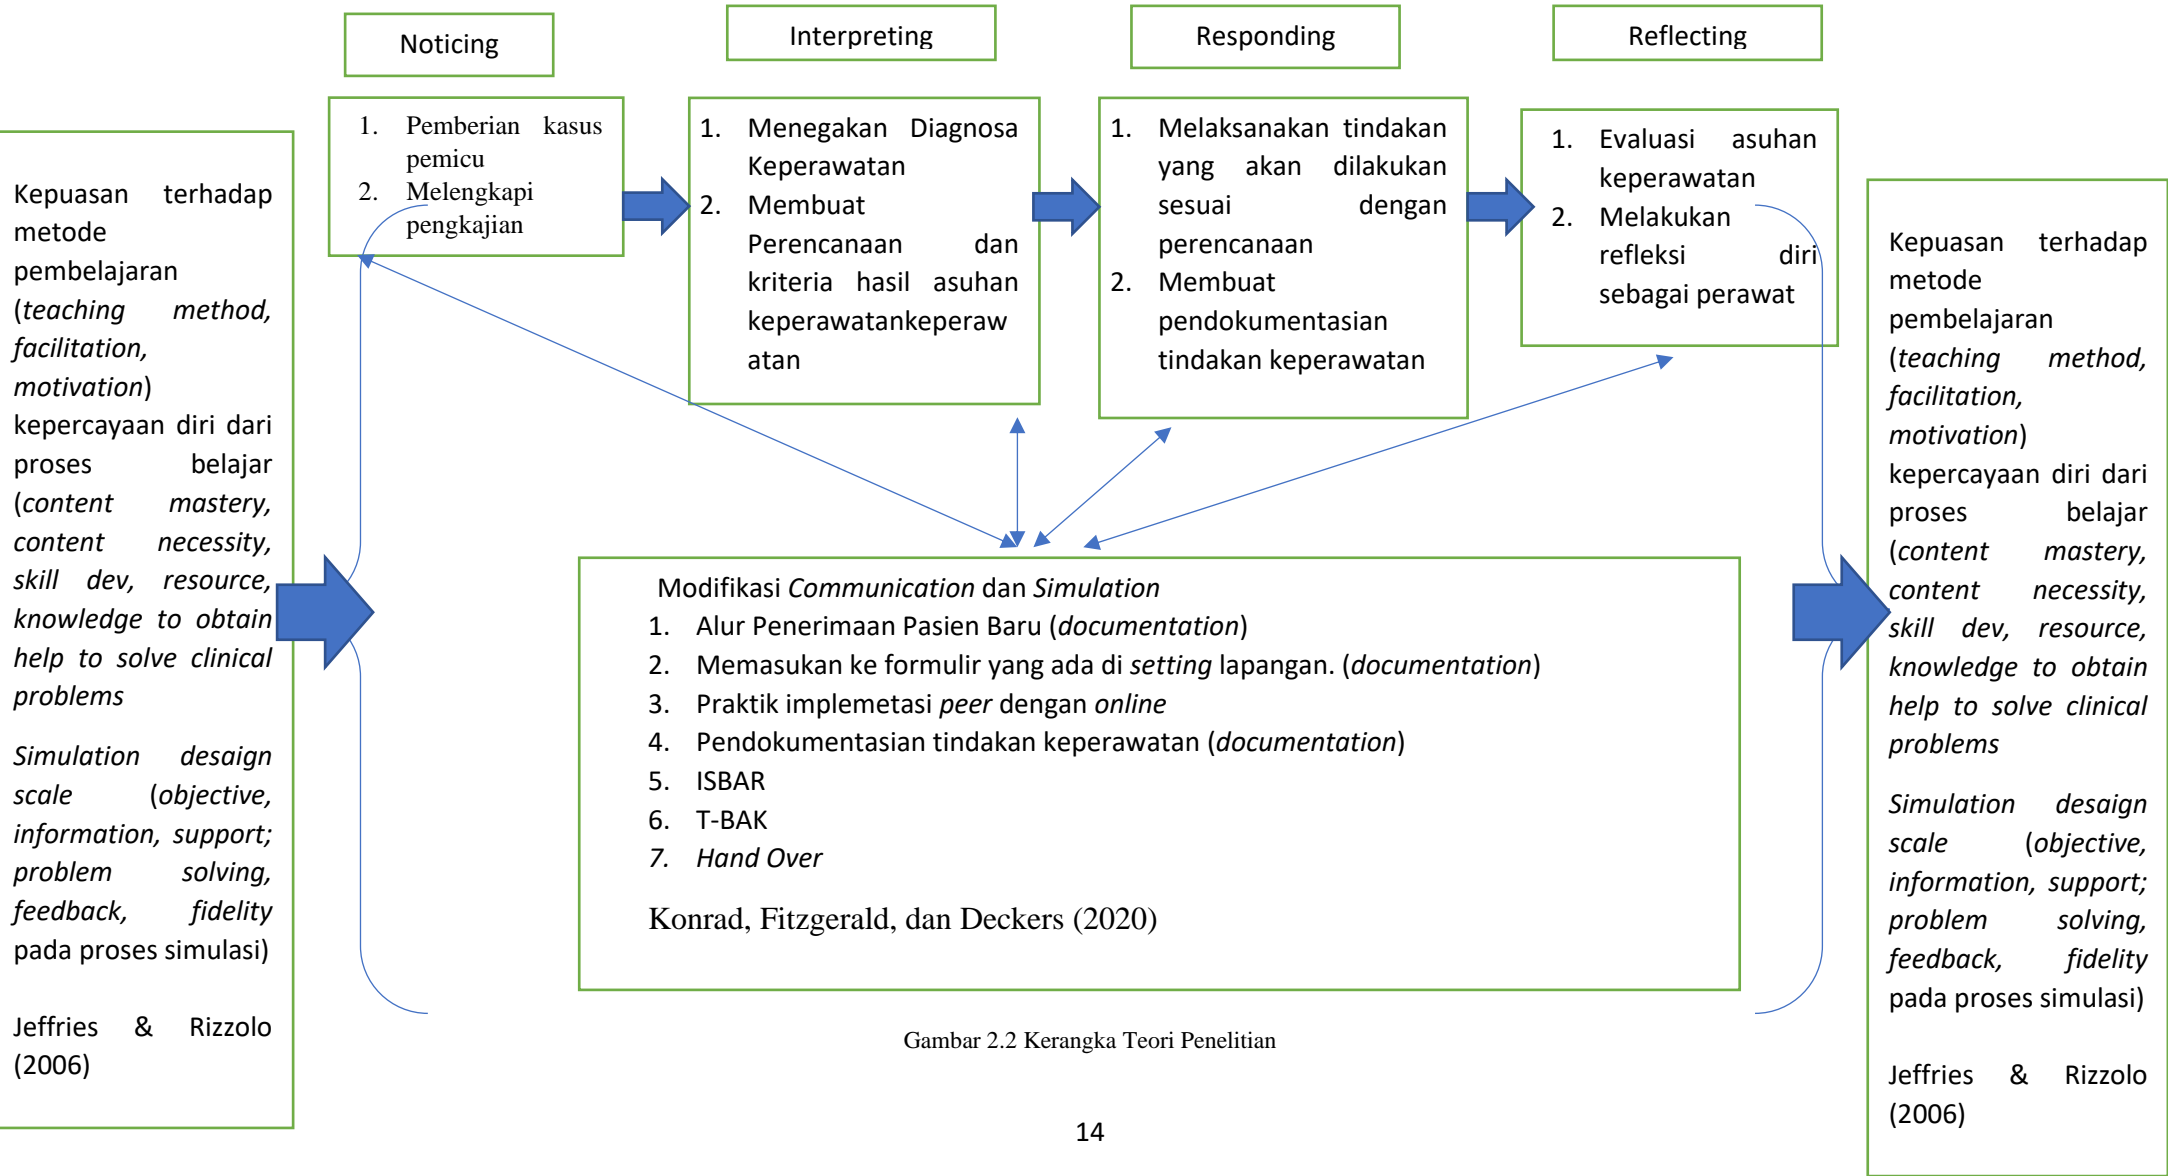 Noticing
Interpreting
Responding
Reflecting
Kepuasan terhadap
metode
pembelajaran
(teaching method,
facilitation,
motivation)
kepercayaan diri dari
proses belajar
(content mastery,
content necessity,
skill dev, resource,
knowledge to obtain
help to solve clinical
problems
Simulation desaign
scale (objective,
information, support;
problem solving,
feedback, fidelity
pada proses simulasi)
Jeffries & Rizzolo
(2006)
1. Pemberian kasus
pemicu
2. Melengkapi
pengkajian
1. Menegakan Diagnosa
Keperawatan
2. Membuat
Perencanaan dan
kriteria hasil asuhan
keperawatankeperaw
atan
1. Melaksanakan tindakan
yang akan dilakukan
sesuai dengan
perencanaan
2. Membuat
pendokumentasian
tindakan keperawatan
1. Evaluasi asuhan
keperawatan
2. Melakukan
refleksi diri
sebagai perawat
Modifikasi Communication dan Simulation
1. Alur Penerimaan Pasien Baru (documentation)
2. Memasukan ke formulir yang ada di setting lapangan. (documentation)
3. Praktik implemetasi peer dengan online
4. Pendokumentasian tindakan keperawatan (documentation)
5. ISBAR
6. T-BAK
7. Hand Over
Konrad, Fitzgerald, dan Deckers (2020)
Kepuasan terhadap
metode
pembelajaran
(teaching method,
facilitation,
motivation)
kepercayaan diri dari
proses belajar
(content mastery,
content necessity,
skill dev, resource,
knowledge to obtain
help to solve clinical
problems
Simulation desaign
scale (objective,
information, support;
problem solving,
feedback, fidelity
pada proses simulasi)
Jeffries & Rizzolo
(2006)
Gambar 2.2 Kerangka Teori Penelitian
14